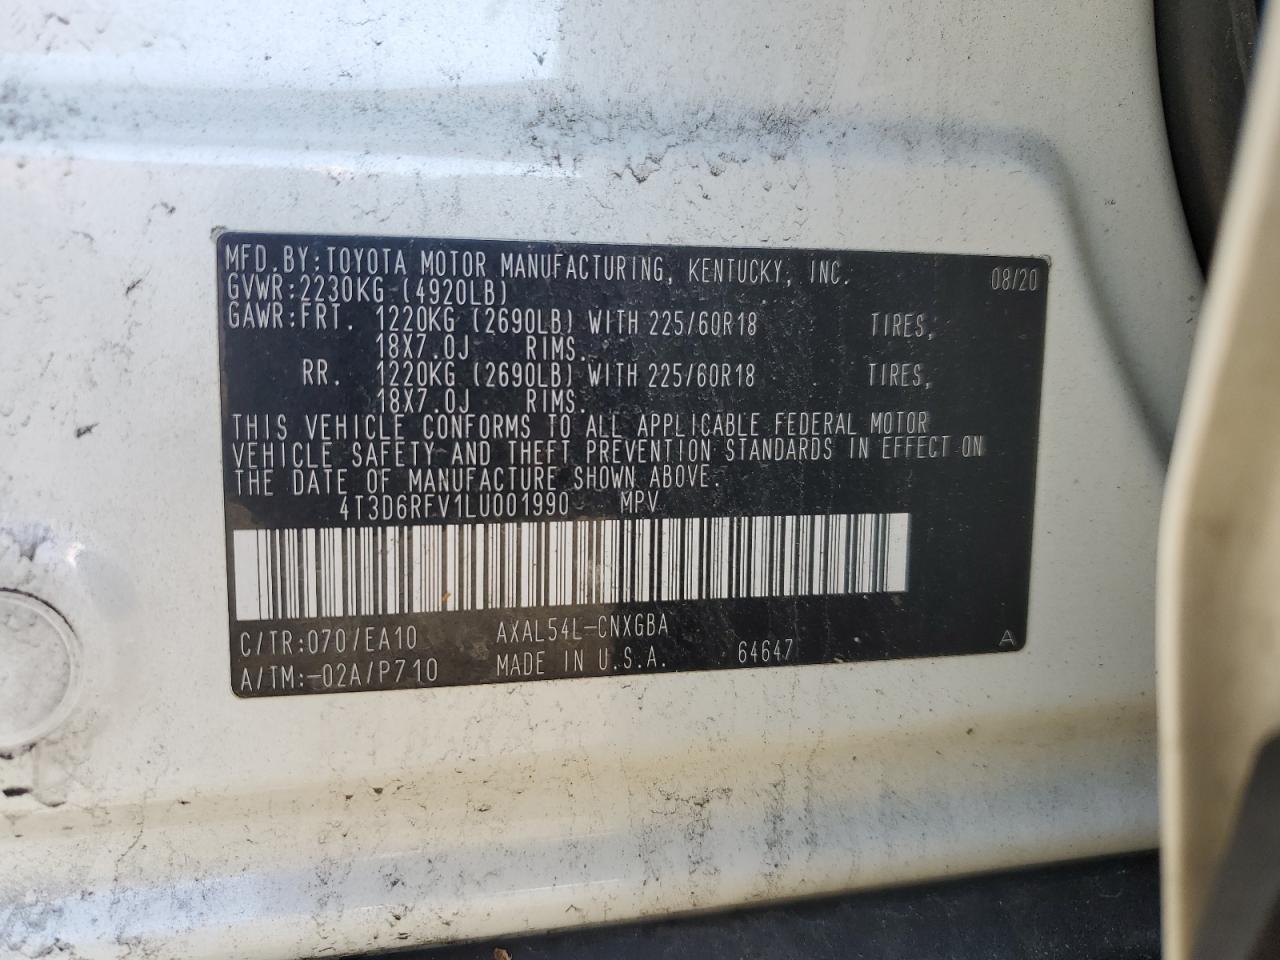 MFD.BY:TOYOTA MOTOR MANUFACTURING, KENTUCKY, INC. 08/20
GVWR:2230KG (4920LB)
GAWR:FRT. 1220KG (2690LB) WITH 225/60R18 TIRES,
18X7.0J RIMS.
RR. 1220KG (2690LB) WITH 225/60R18 TIRES,
18X7.0J RIMS.
THIS VEHICLE CONFORMS TO ALL APPLICABLE FEDERAL MOTOR
VEHICLE SAFETY AND THEFT PREVENTION STANDARDS IN EFFECT ON
THE DATE OF MANUFACTURE SHOWN ABOVE.
4T3D6RFV1LU001990 MPV
C/TR:070/EA10 AXAL54L-CNXGBA
A/TM:-02A/P710 MADE IN U.S.A. 64647 A